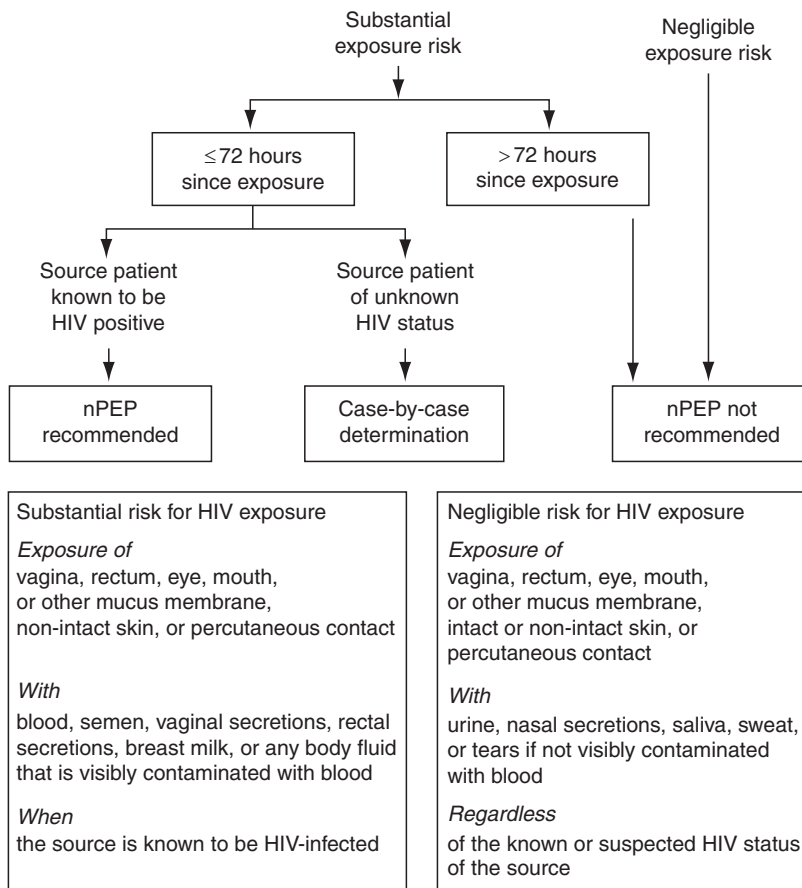 Substantial
exposure risk
Negligible
exposure risk
≤72 hours
since exposure
>72 hours
since exposure
Source patient
known to be
HIV positive
Source patient
of unknown
HIV status
nPEP
recommended
Case-by-case
determination
nPEP not
recommended
Substantial risk for HIV exposure
Exposure of
vagina, rectum, eye, mouth,
or other mucus membrane,
non-intact skin, or percutaneous contact
With
blood, semen, vaginal secretions, rectal
secretions, breast milk, or any body fluid
that is visibly contaminated with blood
When
the source is known to be HIV-infected
Negligible risk for HIV exposure
Exposure of
vagina, rectum, eye, mouth,
or other mucus membrane,
intact or non-intact skin, or
percutaneous contact
With
urine, nasal secretions, saliva, sweat,
or tears if not visibly contaminated
with blood
Regardless
of the known or suspected HIV status
of the source